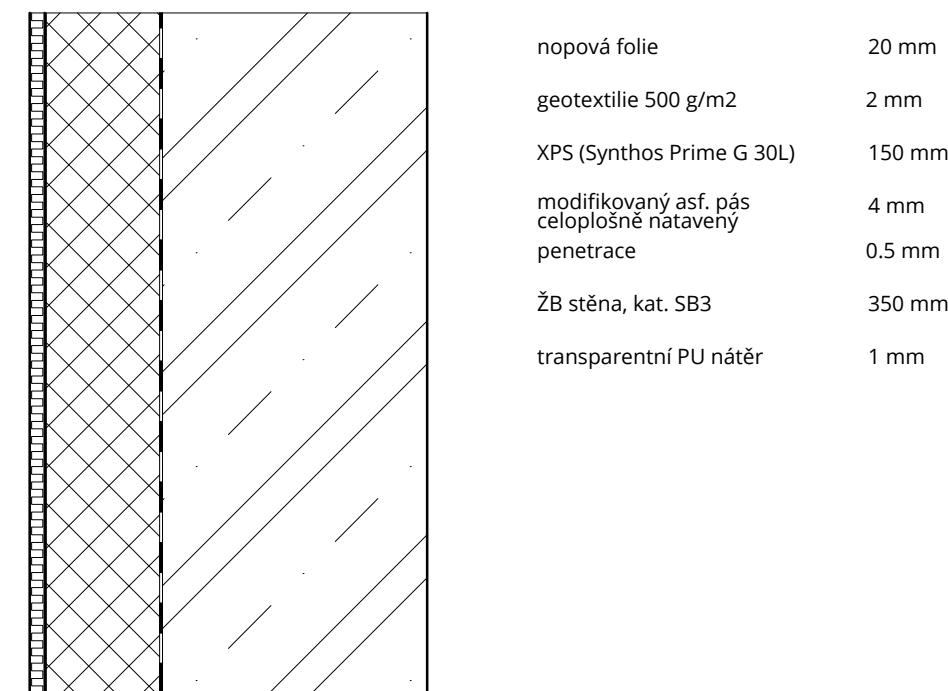 nopová folie 20 mm
geotextilie 500 g/m2 2 mm
XPS (Synthos Prime G 30L) 150 mm
modifikovaný asf. pás
celoplošně natavený 4 mm
penetrace 0.5 mm
ŽB stěna, kat. SB3 350 mm
transparentní PU nátěr 1 mm